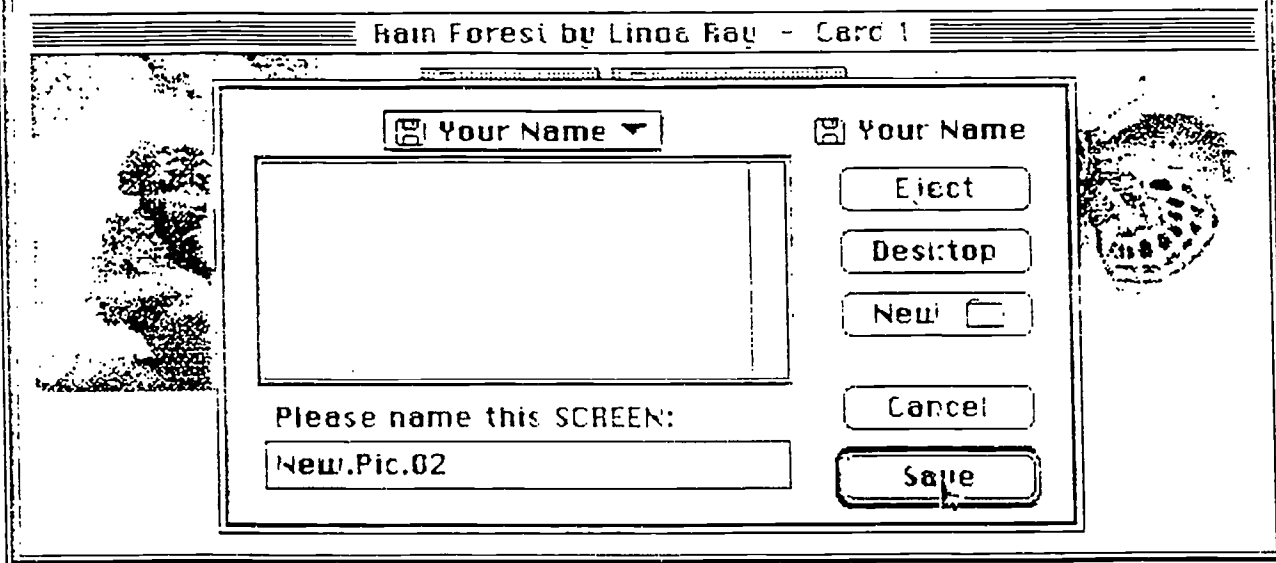 Rain Forest by Linda Ray - Card 1
Your Name
Your Name
Eject
Desktop
New
Cancel
Please name this SCREEN:
New.Pic.02
Save